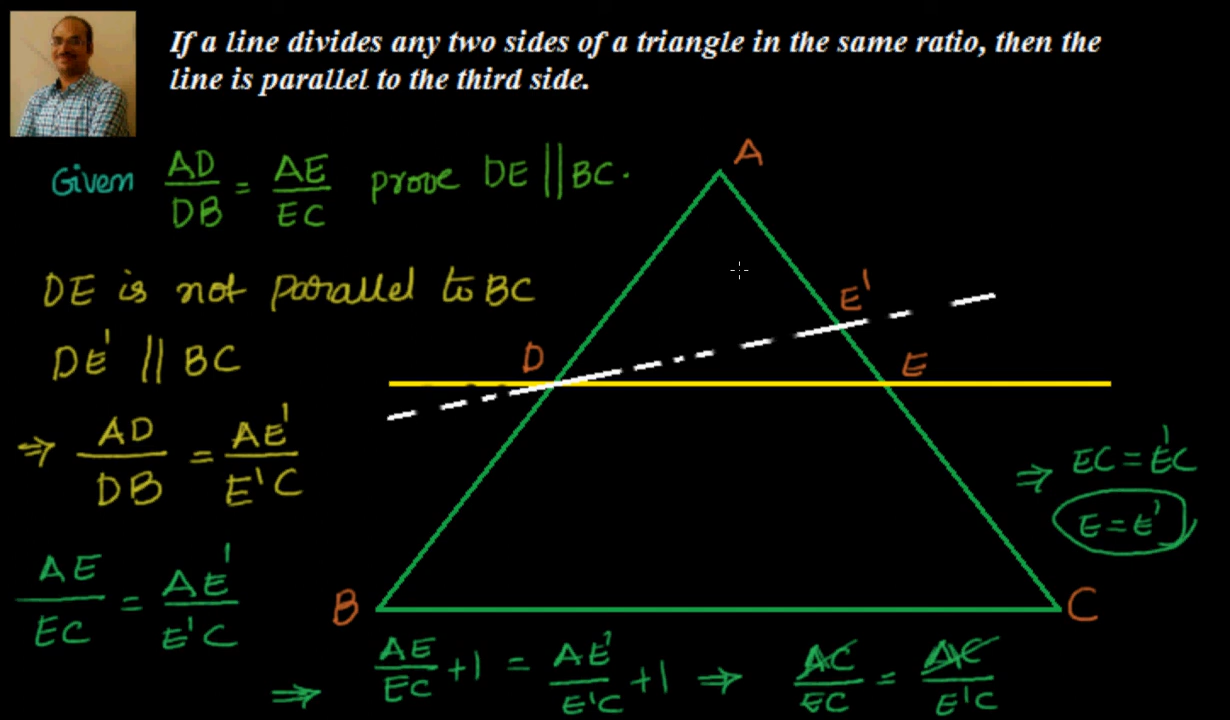 If a line divides any two sides of a triangle in the same ratio, then the
line is parallel to the third side.
Given AD/DB = AE/EC prove DE || BC.
DE is not parallel to BC
DE' || BC
⇒ AD/DB = AE'/E'C
AE/EC = AE'/E'C
⇒ AE/EC +1 = AE'/E'C +1 ⇒ AC/EC = AC/E'C
⇒ EC = E'C
E = E'
A
E'
D
E
B
C